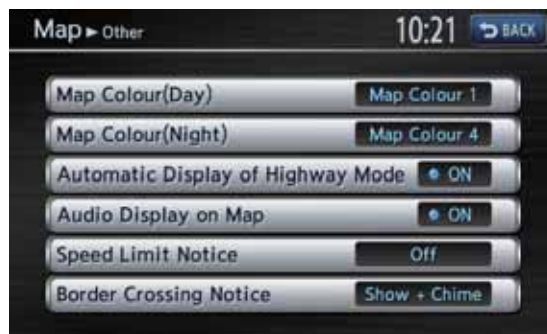 Map ► Other 10:21 BACK
Map Colour(Day) Map Colour 1
Map Colour(Night) Map Colour 4
Automatic Display of Highway Mode ON
Audio Display on Map ON
Speed Limit Notice Off
Border Crossing Notice Show + Chime